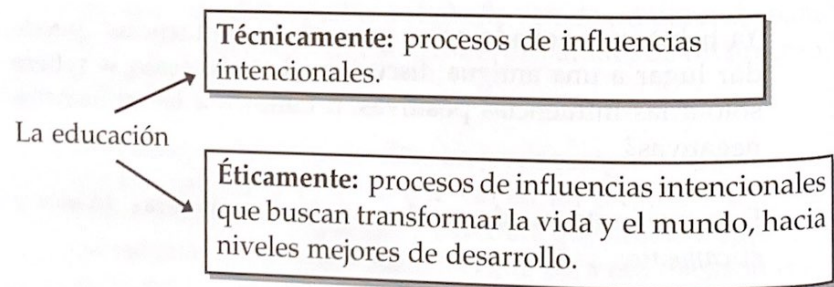 Técnicamente: procesos de influencias
intencionales.
La educación
Éticamente: procesos de influencias intencionales
que buscan transformar la vida y el mundo, hacia
niveles mejores de desarrollo.